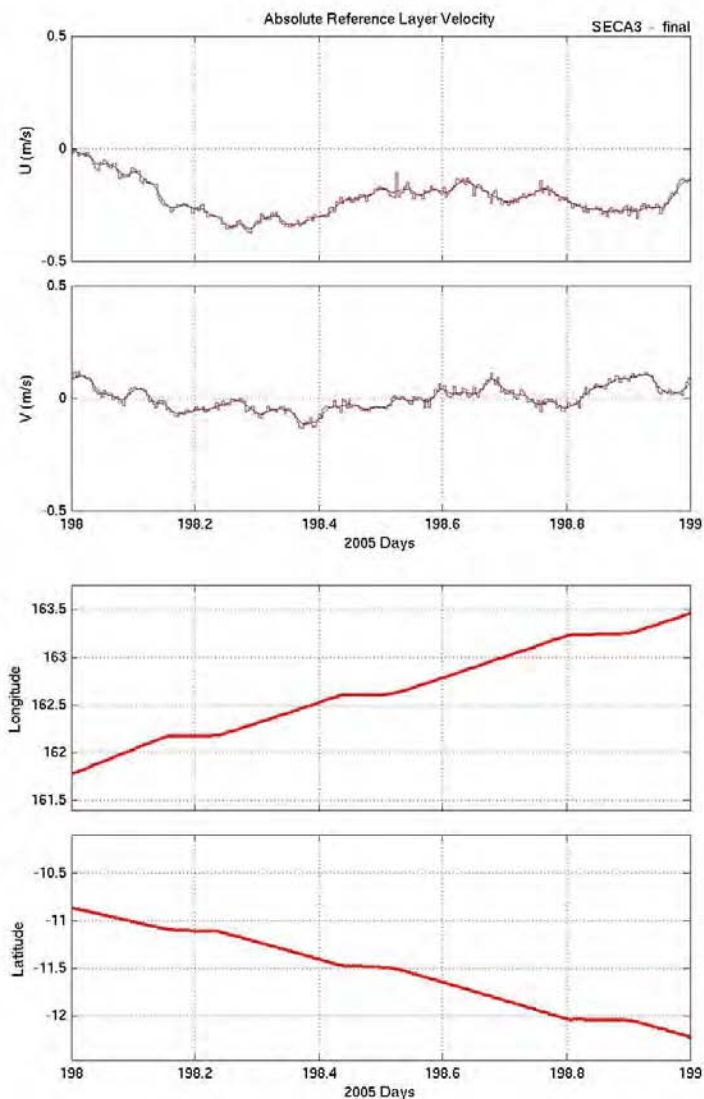 Absolute Reference Layer Velocity
SECA3 - final
0.5
0
-0.5
U (m/s)
0.5
0
-0.5
V (m/s)
198 198.2 198.4 198.6 198.8 199
2005 Days
163.5
163
162.5
162
161.5
Longitude
-10.5
-11
-11.5
-12
Latitude
198 198.2 198.4 198.6 198.8 199
2005 Days